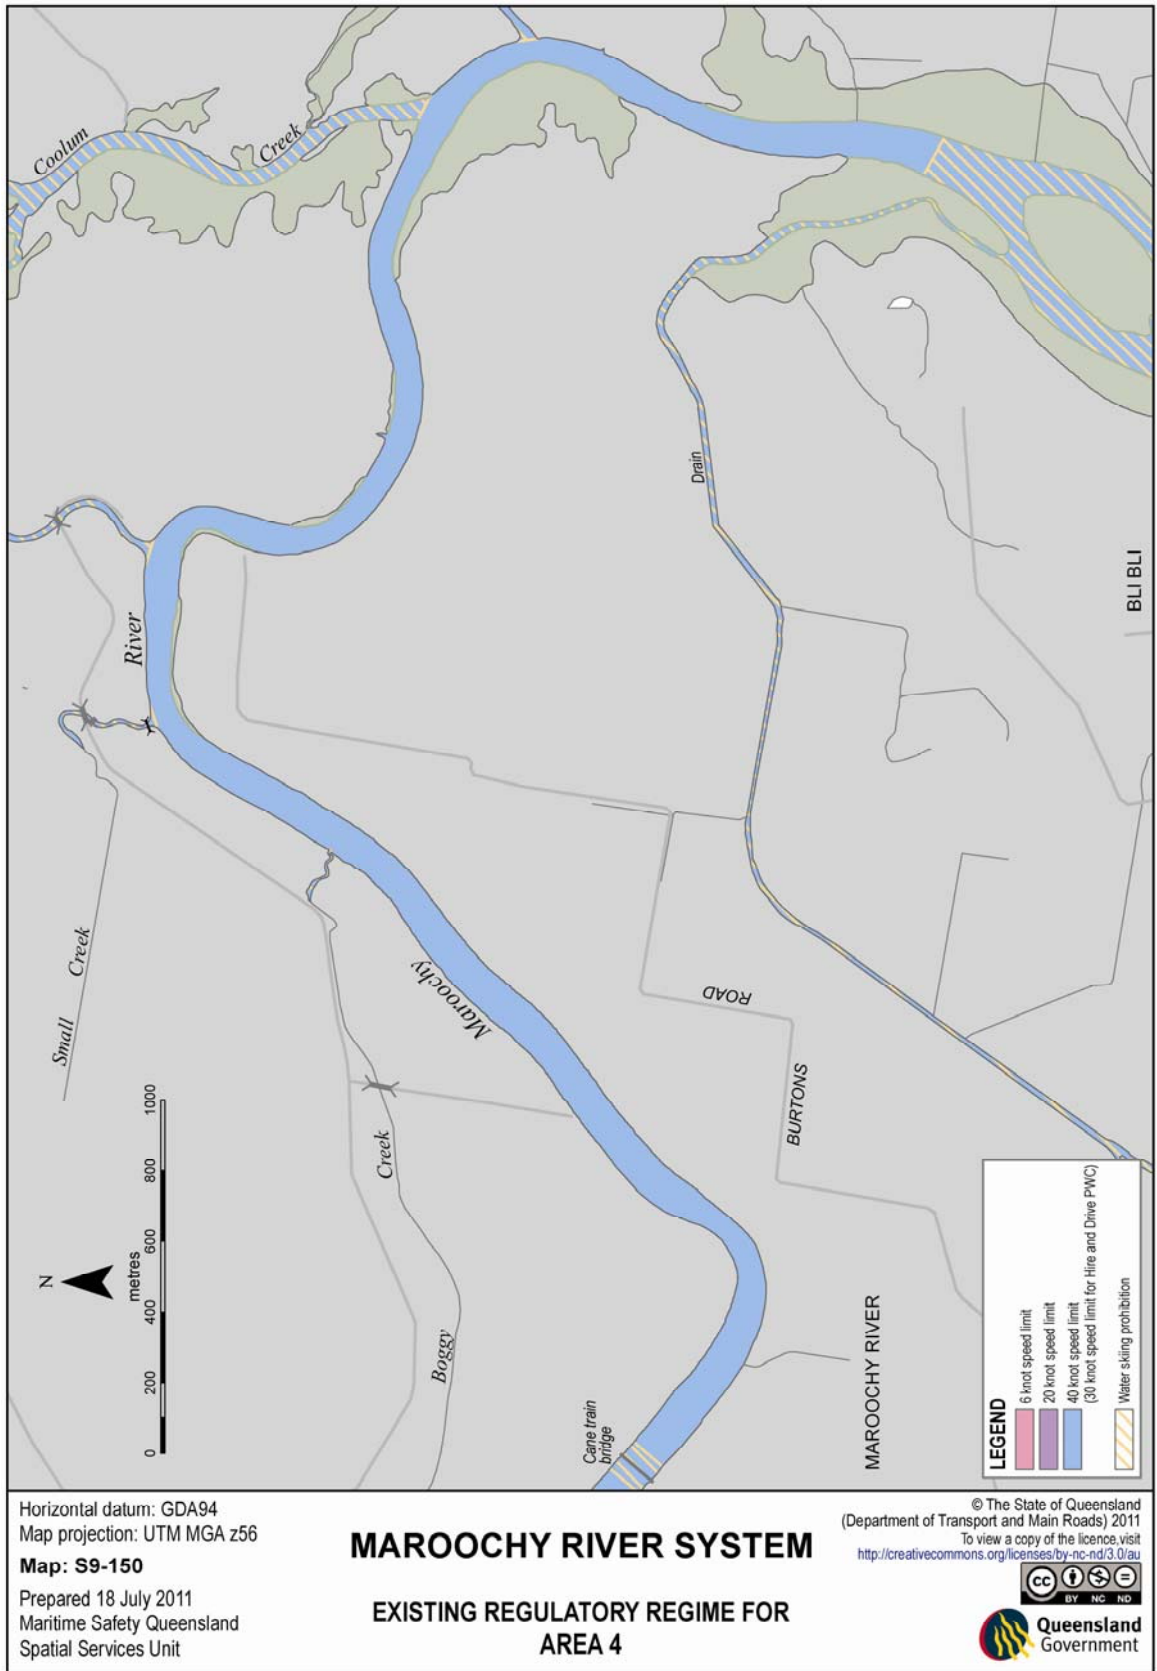 Coolum
Creek
River
Drain
BLI BLI
Small Creek
Maroochy
ROAD
BURTONS
Creek
Boggy
N
metres
0 200 400 600 800 1000
Cane train
bridge
MAROOCHY RIVER
LEGEND
6 knot speed limit
20 knot speed limit
40 knot speed limit
(30 knot speed limit for Hire and Drive PWC)
Water skiing prohibition
Horizontal datum: GDA94
Map projection: UTM MGA z56
Map: S9-150
Prepared 18 July 2011
Maritime Safety Queensland
Spatial Services Unit
MAROOCHY RIVER SYSTEM
EXISTING REGULATORY REGIME FOR
AREA 4
© The State of Queensland
(Department of Transport and Main Roads) 2011
To view a copy of the licence,visit
http://creativecommons.org/licenses/by-nc-nd/3.0/au
cc
BY NC ND
Queensland
Government